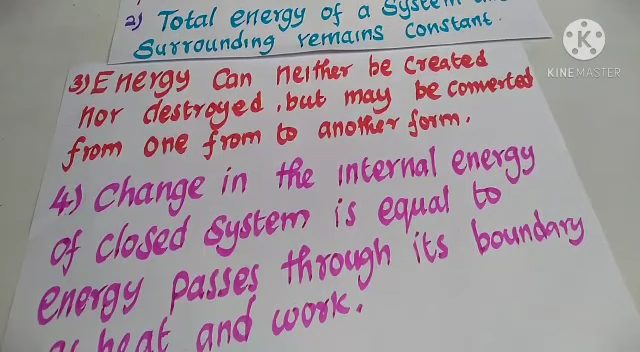 2) Total energy of a System
Surrounding remains Constant.
KINEMASTER
3) Energy Can neither be created
nor destroyed, but may be converted
from one from to another form.
4) Change in the internal energy
of closed System is equal to
energy passes through its boundary
as heat and work.